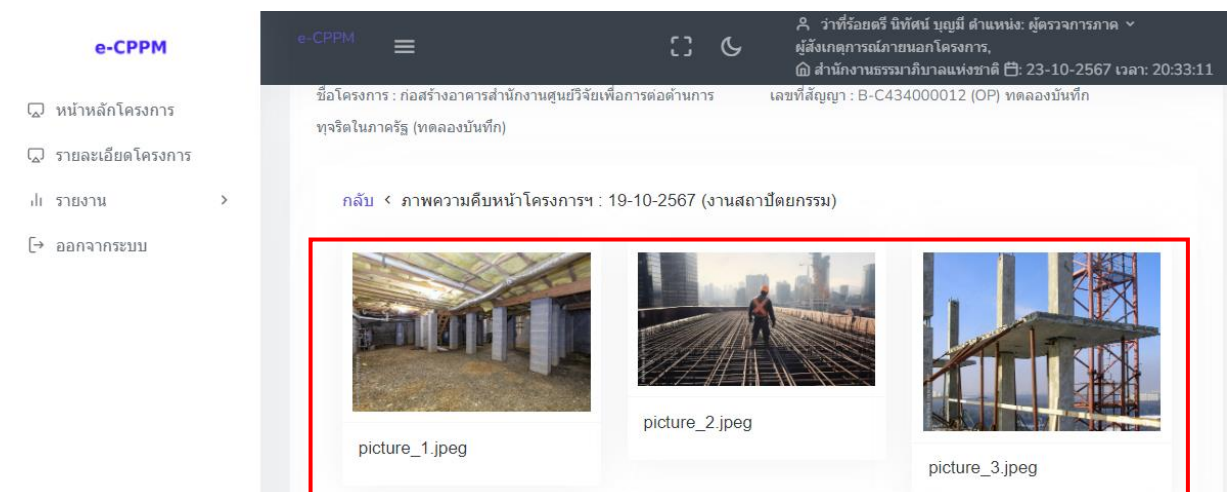 e-CPPM
หน้าหลักโครงการ
รายละเอียดโครงการ
รายงาน
ออกจากระบบ
e-CPPM
ว่าที่ร้อยตรี นิทัศน์ บุญมี ตำแหน่ง: ผู้ตรวจการภาค
ผู้สังเกตุการณ์ภายนอกโครงการ,
สำนักงานธรรมาภิบาลแห่งชาติ : 23-10-2567 เวลา: 20:33:11
ชื่อโครงการ : ก่อสร้างอาคารสำนักงานศูนย์วิจัยเพื่อการต่อต้านการ
ทุจริตในภาครัฐ (ทดลองบันทึก)
เลขที่สัญญา : B-C434000012 (OP) ทดลองบันทึก
กลับ < ภาพความคืบหน้าโครงการฯ : 19-10-2567 (งานสถาปัตยกรรม)
picture_1.jpeg
picture_2.jpeg
picture_3.jpeg